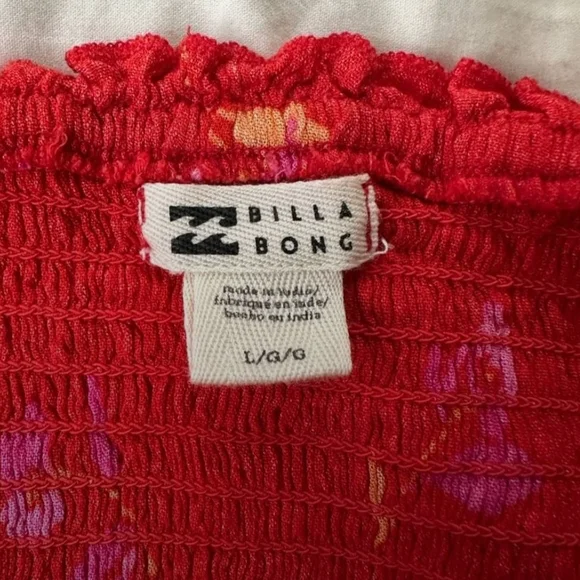 BILLA
BONG
made in India/
fabriqué en inde/
hecho en india
L/G/G